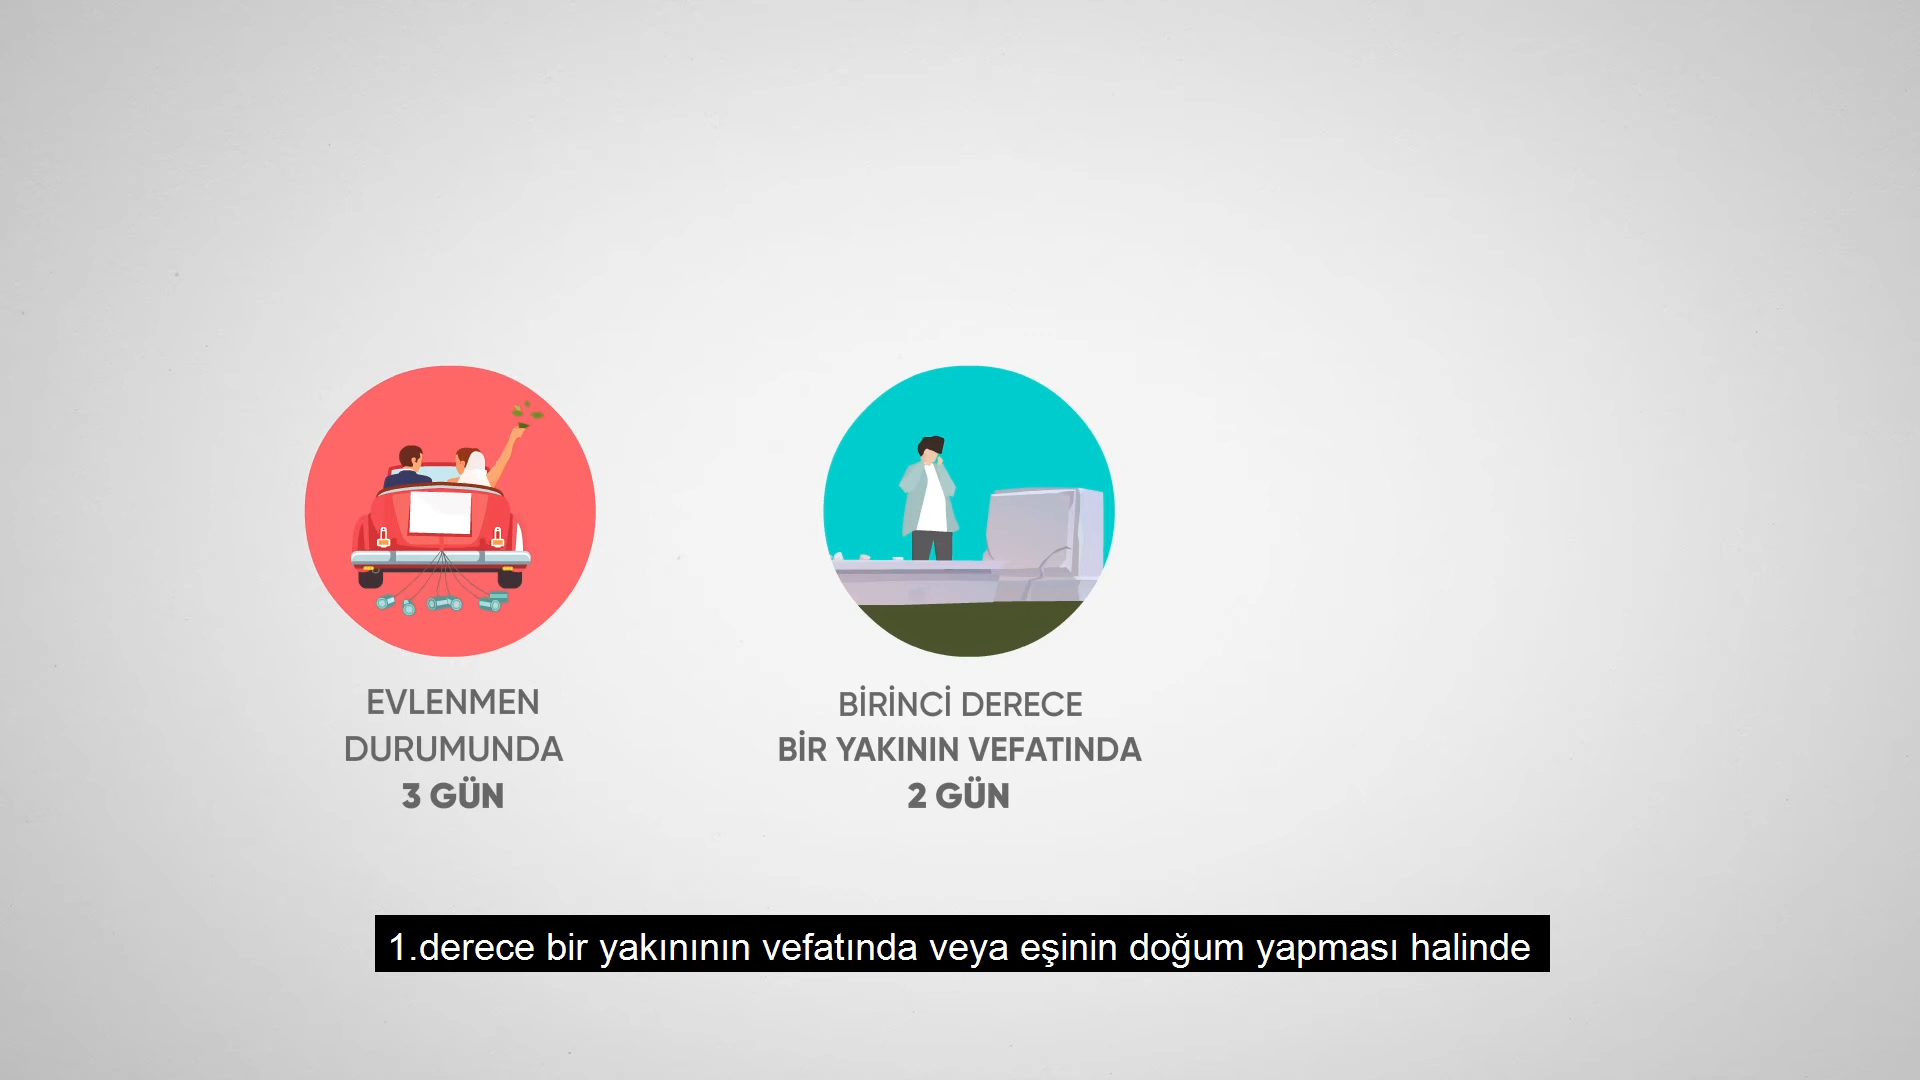 EVLENMEN
DURUMUNDA
3 GÜN
BİRİNCİ DERECE
BİR YAKININ VEFATINDA
2 GÜN
1.derece bir yakınının vefatında veya eşinin doğum yapması halinde